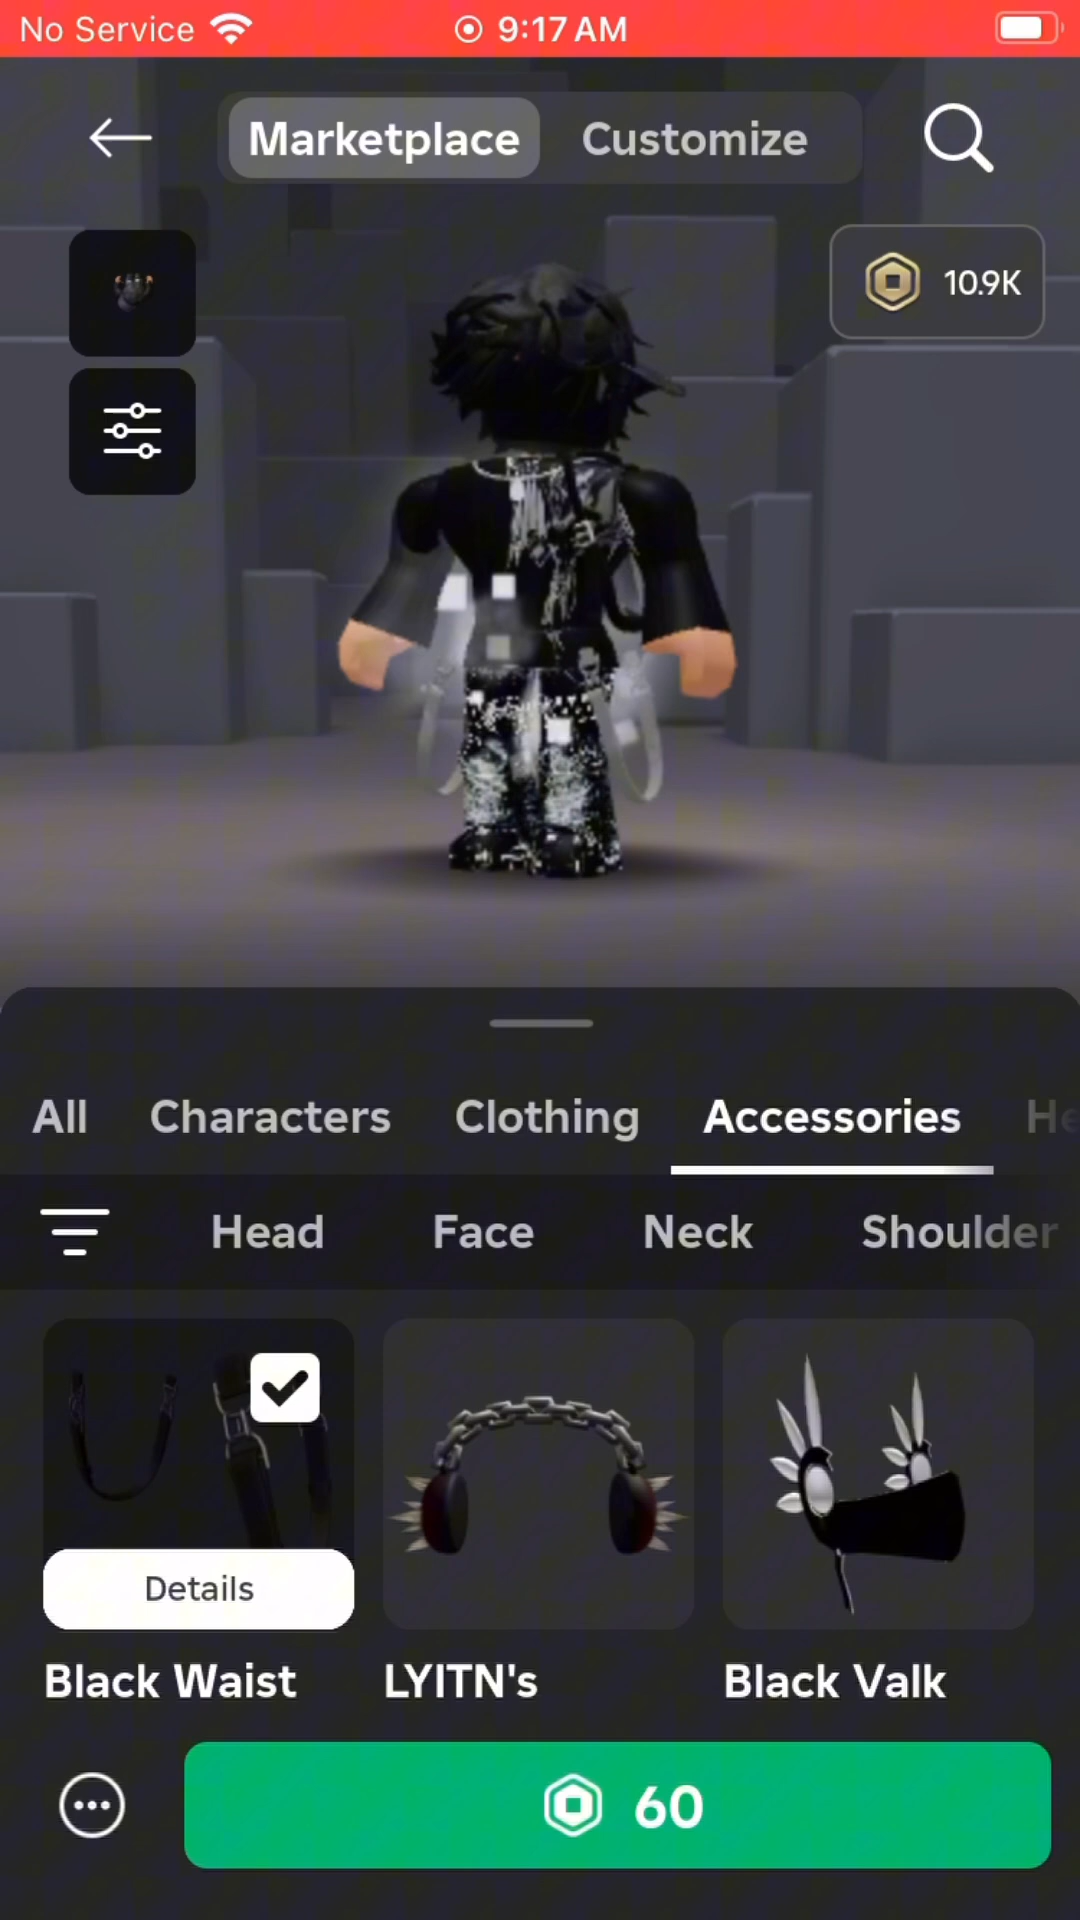 No Service 9:17 AM
Marketplace Customize
10.9K
All Characters Clothing Accessories He
Head Face Neck Shoulder
Details
Black Waist LYITN's Black Valk
60